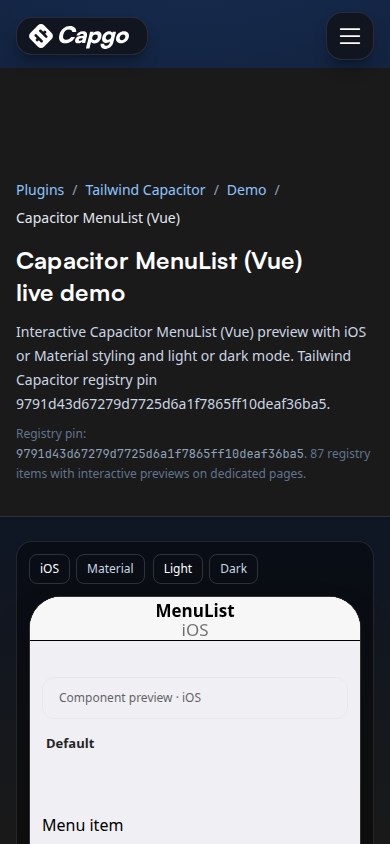 Capgo
Plugins / Tailwind Capacitor / Demo /
Capacitor MenuList (Vue)
Capacitor MenuList (Vue)
live demo
Interactive Capacitor MenuList (Vue) preview with iOS
or Material styling and light or dark mode. Tailwind
Capacitor registry pin
9791d43d67279d7725d6a1f7865ff10deaf36ba5.
Registry pin:
9791d43d67279d7725d6a1f7865ff10deaf36ba5. 87 registry
items with interactive previews on dedicated pages.
iOS Material Light Dark
MenuList
iOS
Component preview · iOS
Default
Menu item